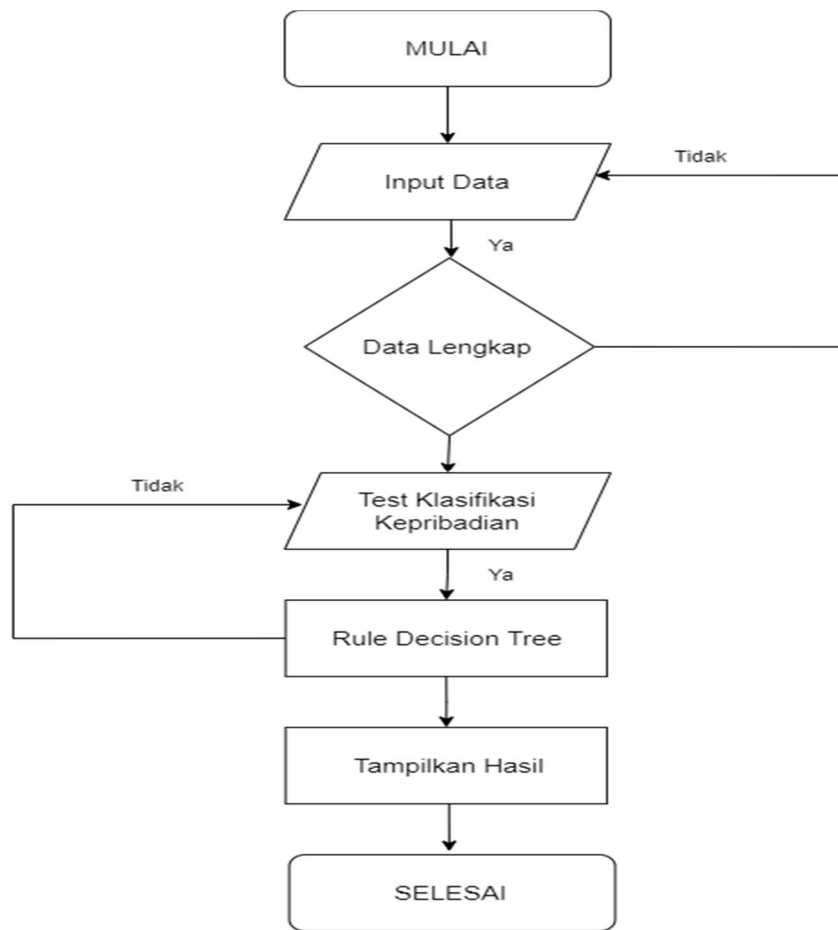 MULAI
Tidak
Input Data
Ya
Data Lengkap
Tidak
Test Klasifikasi
Kepribadian
Ya
Rule Decision Tree
Tampilkan Hasil
SELESAI